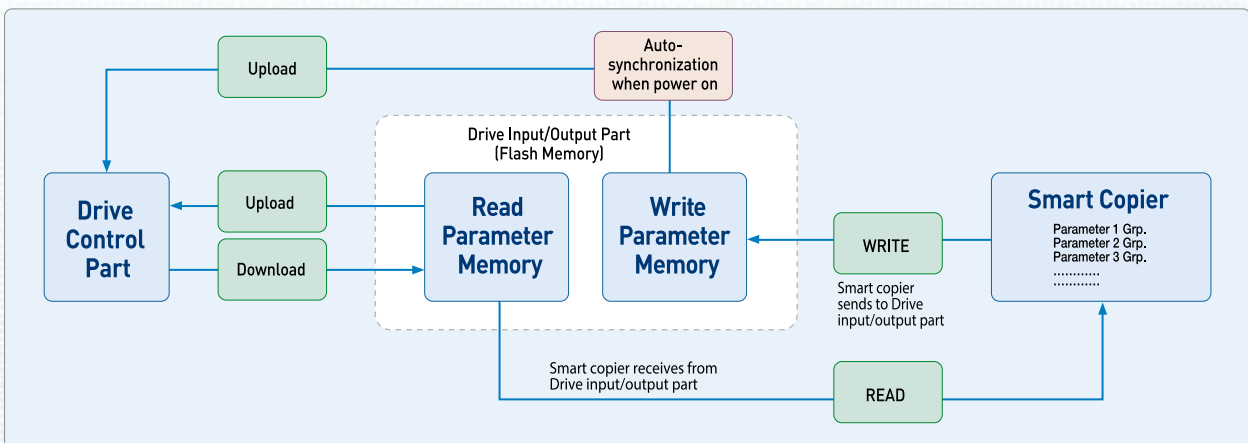 Upload
Auto-
synchronization
when power on
Drive Input/Output Part
(Flash Memory)
Drive
Control
Part
Upload
Download
Read
Parameter
Memory
Write
Parameter
Memory
WRITE
Smart copier
sends to Drive
input/output part
Smart Copier
Parameter 1 Grp.
Parameter 2 Grp.
Parameter 3 Grp.
............
............
Smart copier receives from
Drive input/output part
READ